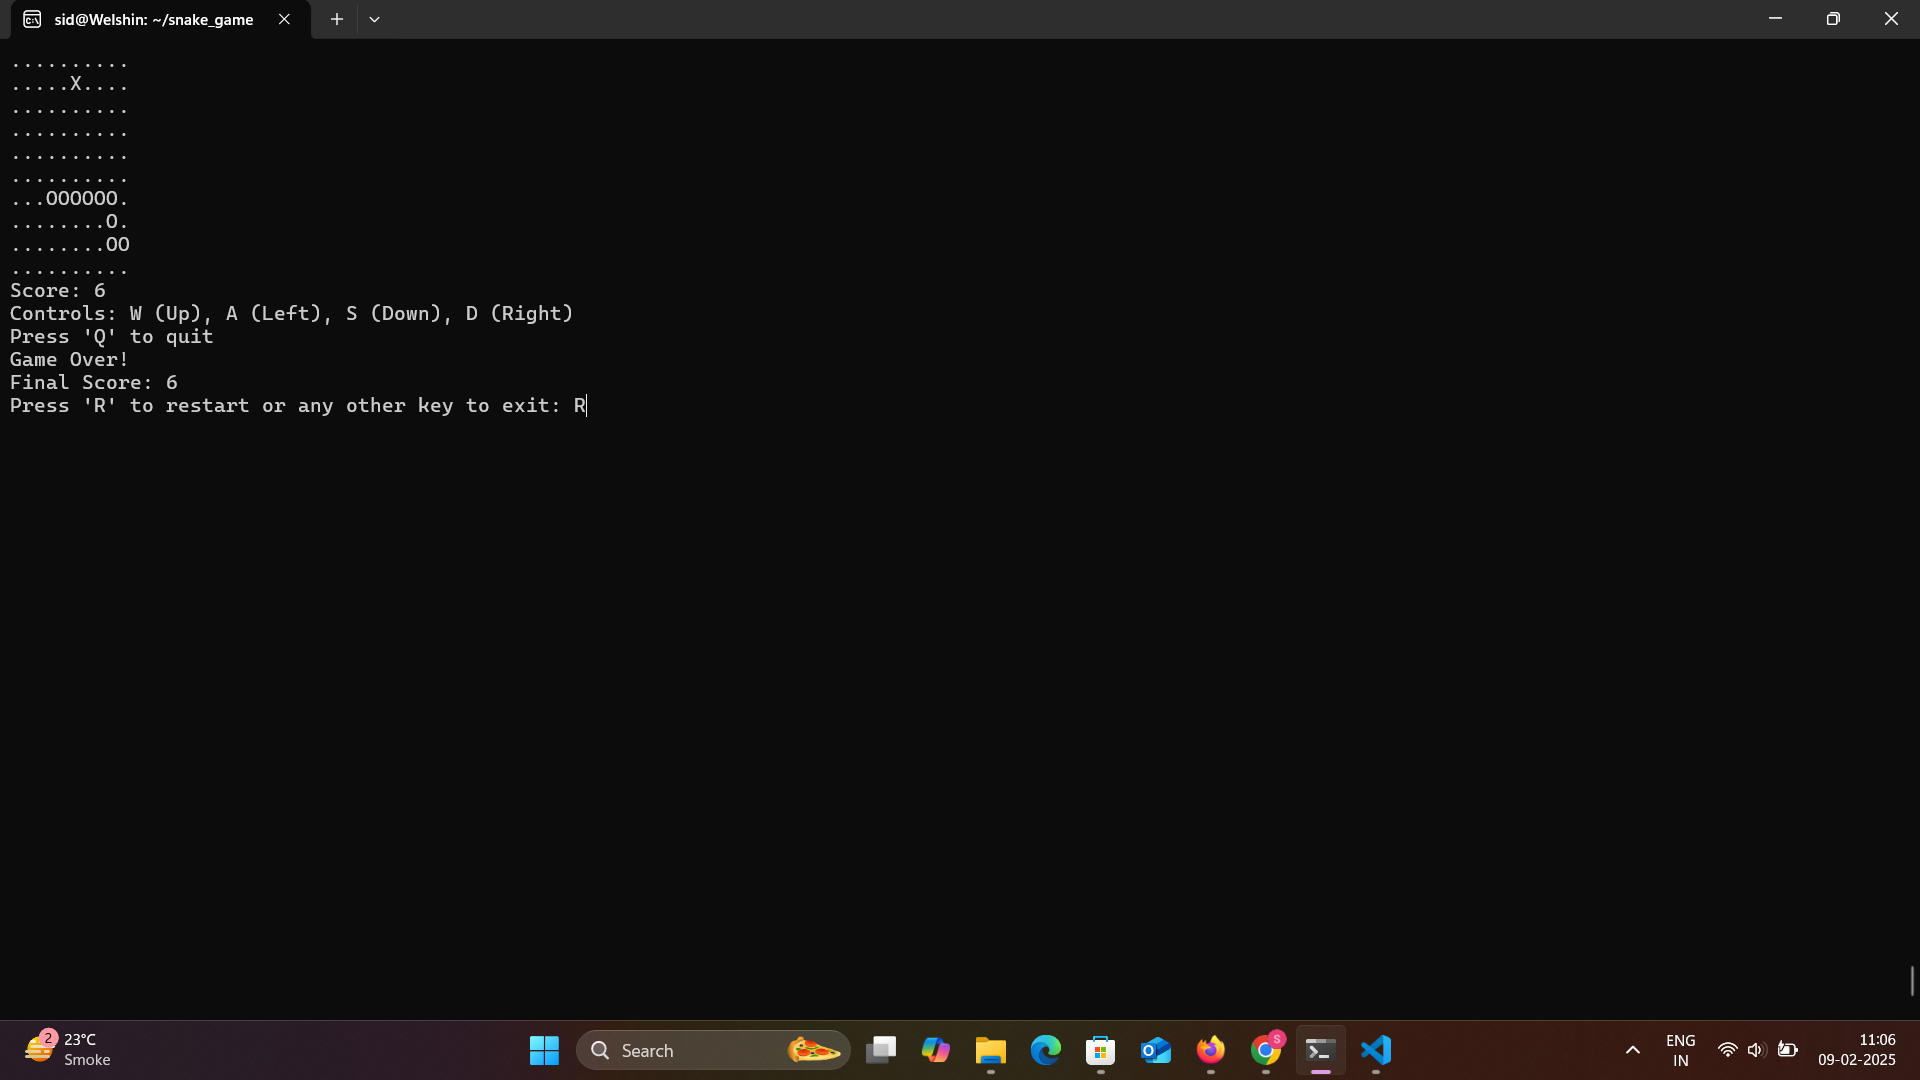 sid@Welshin: ~/snake_game
..........
.....X....
..........
..........
..........
..........
...OOOOOO.
........O.
........OO
..........
Score: 6
Controls: W (Up), A (Left), S (Down), D (Right)
Press 'Q' to quit
Game Over!
Final Score: 6
Press 'R' to restart or any other key to exit: R
2
23°C
Smoke
Search
S
ENG
IN
11:06
09-02-2025